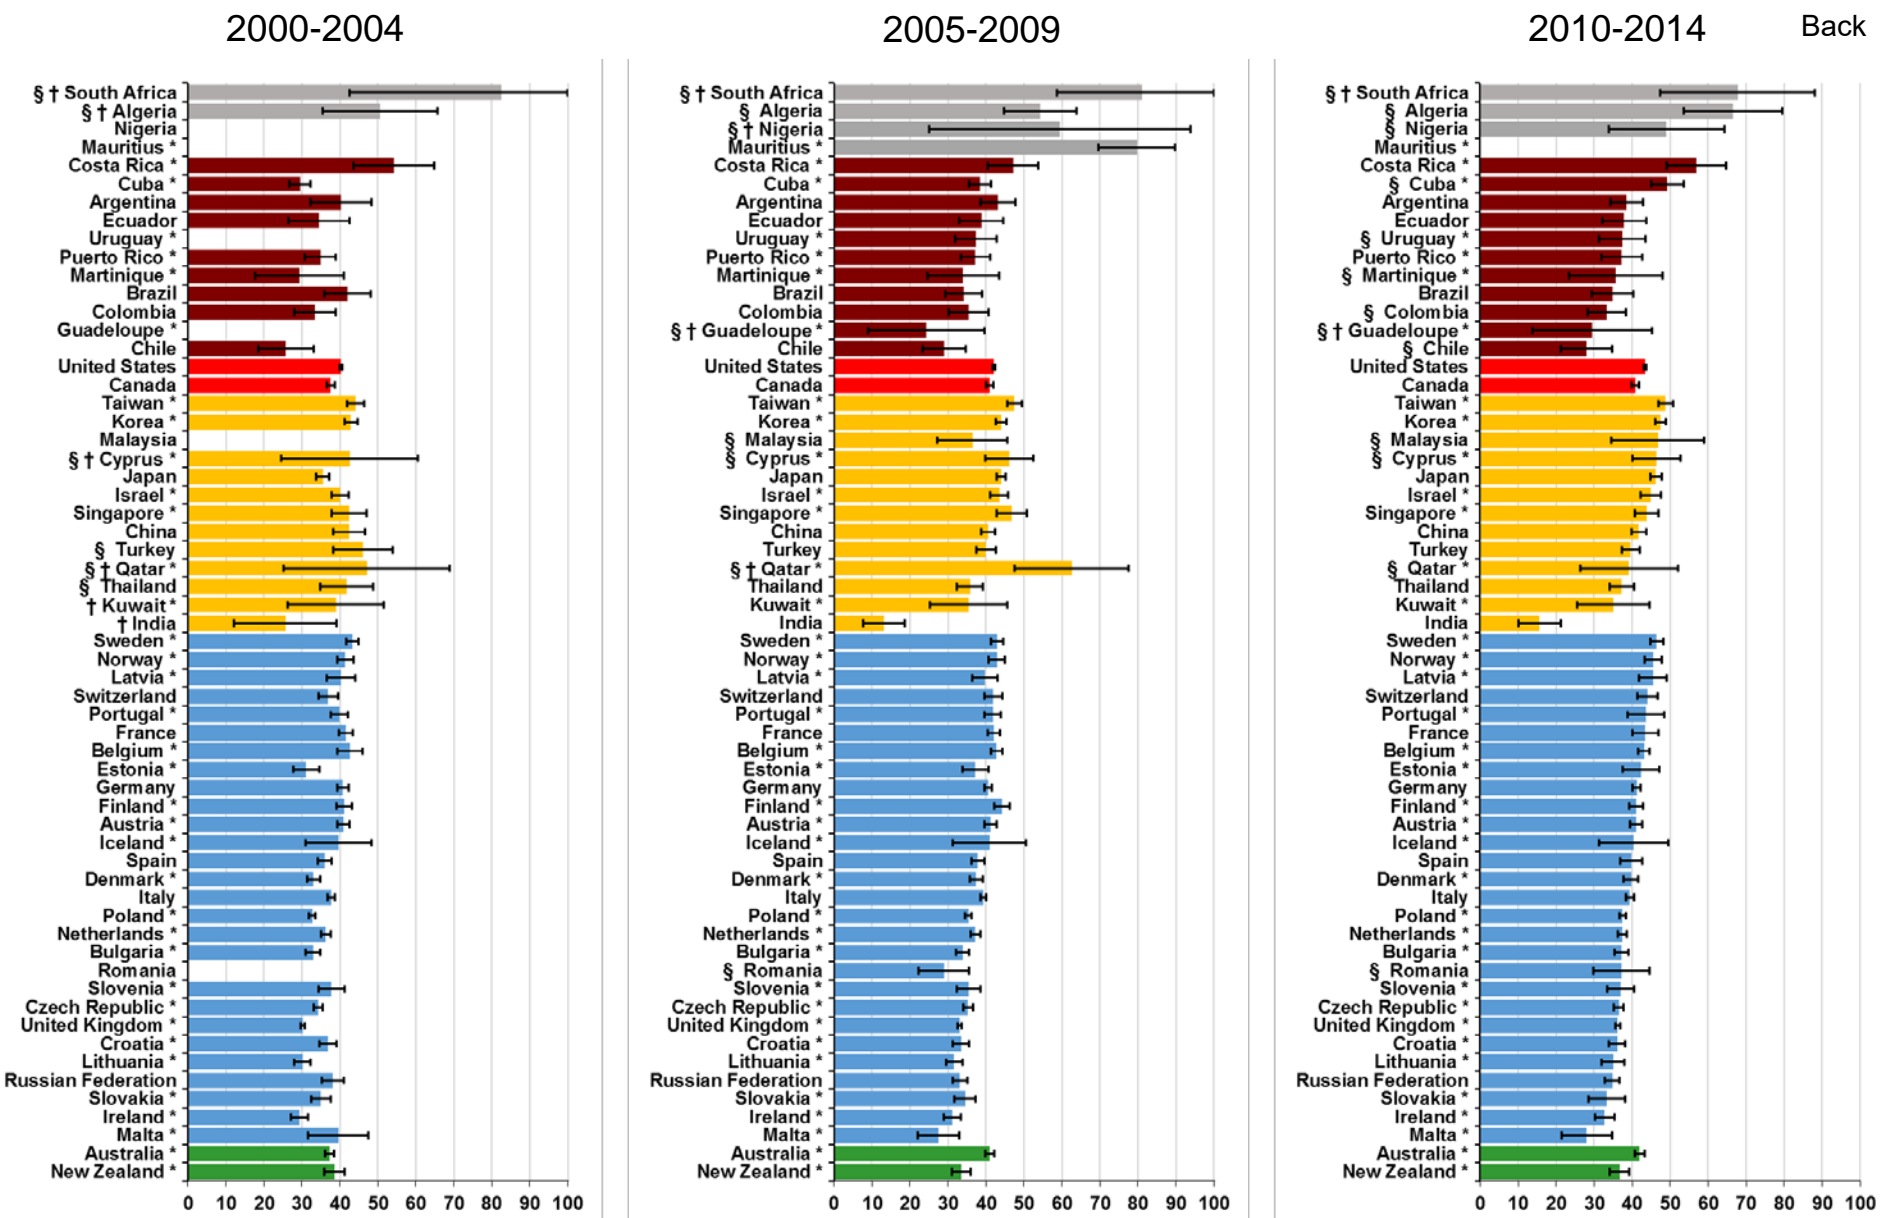 2000-2004
§ † South Africa
§ † Algeria
Nigeria
Mauritius *
Costa Rica *
Cuba *
Argentina
Ecuador
Uruguay *
Puerto Rico *
Martinique *
Brazil
Colombia
Guadeloupe *
Chile
United States
Canada
Taiwan *
Korea *
Malaysia
§ † Cyprus *
Japan
Israel *
Singapore *
China
§ Turkey
§ † Qatar *
§ Thailand
† Kuwait *
† India
Sweden *
Norway *
Latvia *
Switzerland
Portugal *
France
Belgium *
Estonia *
Germany
Finland *
Austria *
Iceland *
Spain
Denmark *
Italy
Poland *
Netherlands *
Bulgaria *
Romania
Slovenia *
Czech Republic *
United Kingdom *
Croatia *
Lithuania *
Russian Federation
Slovakia *
Ireland *
Malta *
Australia *
New Zealand *
0 10 20 30 40 50 60 70 80 90 100
2005-2009
§ † South Africa
§ Algeria
§ † Nigeria
Mauritius *
Costa Rica *
Cuba *
Argentina
Ecuador
Uruguay *
Puerto Rico *
Martinique *
Brazil
Colombia
§ † Guadeloupe *
Chile
United States
Canada
Taiwan *
Korea *
§ Malaysia
§ Cyprus *
Japan
Israel *
Singapore *
China
Turkey
§ † Qatar *
Thailand
Kuwait *
India
Sweden *
Norway *
Latvia *
Switzerland
Portugal *
France
Belgium *
Estonia *
Germany
Finland *
Austria *
Iceland *
Spain
Denmark *
Italy
Poland *
Netherlands *
Bulgaria *
§ Romania
Slovenia *
Czech Republic *
United Kingdom *
Croatia *
Lithuania *
Russian Federation
Slovakia *
Ireland *
Malta *
Australia *
New Zealand *
0 10 20 30 40 50 60 70 80 90 100
2010-2014
Back
§ † South Africa
§ Algeria
§ Nigeria
Mauritius *
Costa Rica *
§ Cuba *
Argentina
Ecuador
§ Uruguay *
Puerto Rico *
§ Martinique *
Brazil
§ Colombia
§ † Guadeloupe *
§ Chile
United States
Canada
Taiwan *
Korea *
§ Malaysia
§ Cyprus *
Japan
Israel *
Singapore *
China
Turkey
§ Qatar *
Thailand
Kuwait *
India
Sweden *
Norway *
Latvia *
Switzerland
Portugal *
France
Belgium *
Estonia *
Germany
Finland *
Austria *
Iceland *
Spain
Denmark *
Italy
Poland *
Netherlands *
Bulgaria *
§ Romania
Slovenia *
Czech Republic *
United Kingdom *
Croatia *
Lithuania *
Russian Federation
Slovakia *
Ireland *
Malta *
Australia *
New Zealand *
0 10 20 30 40 50 60 70 80 90 100